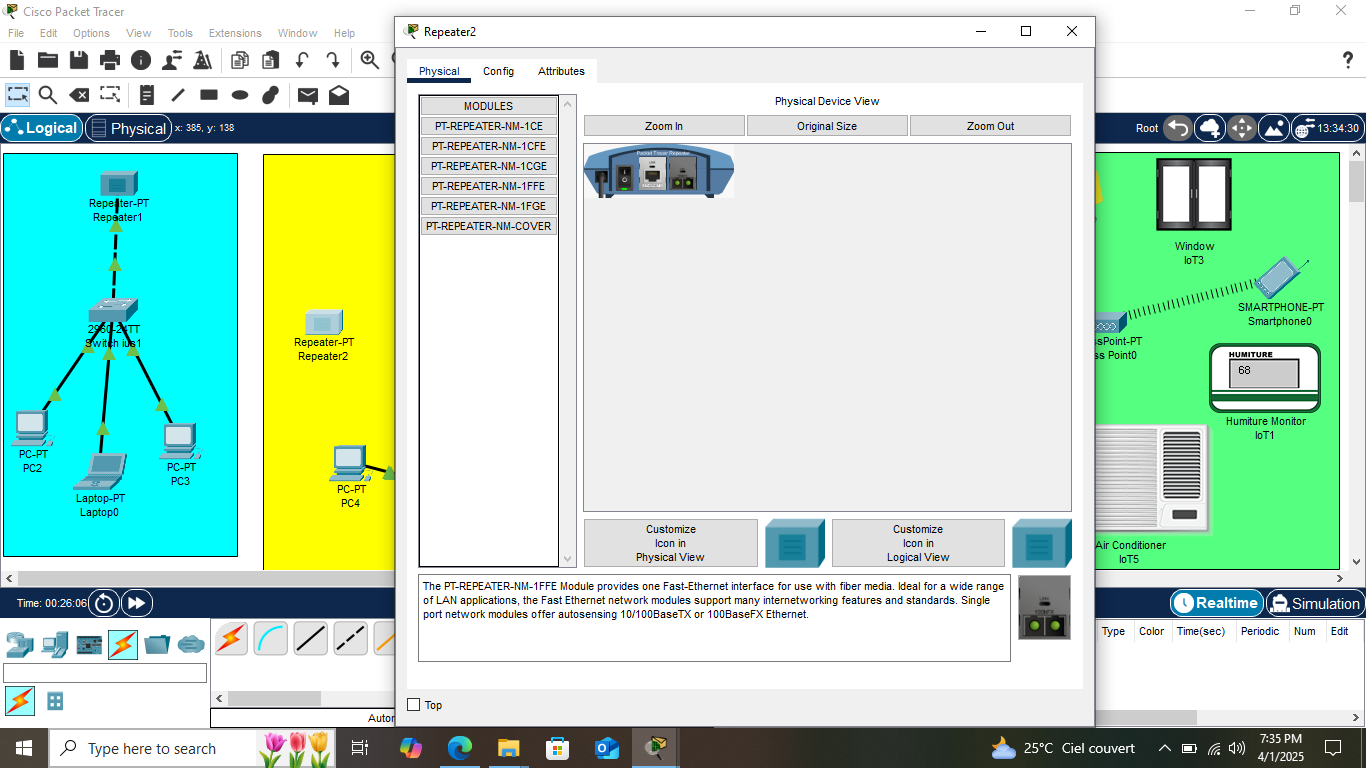 Cisco Packet Tracer
File Edit Options View Tools Extensions Window Help
Logical
Physical
x: 385, y: 138
Root
13:34:30
Repeater-PT
Repeater1
2960-24TT
Switch ius1
PC-PT
PC2
Laptop-PT
Laptop0
PC-PT
PC3
Repeater-PT
Repeater2
PC-PT
PC4
Repeater2
Physical Config Attributes
MODULES
PT-REPEATER-NM-1CE
PT-REPEATER-NM-1CFE
PT-REPEATER-NM-1CGE
PT-REPEATER-NM-1FFE
PT-REPEATER-NM-1FGE
PT-REPEATER-NM-COVER
Physical Device View
Zoom In Original Size Zoom Out
Packet Tracer Repeater
Customize
Icon in
Physical View
Customize
Icon in
Logical View
The PT-REPEATER-NM-1FFE Module provides one Fast-Ethernet interface for use with fiber media. Ideal for a wide range
of LAN applications, the Fast Ethernet network modules support many internetworking features and standards. Single
port network modules offer autosensing 10/100BaseTX or 100BaseFX Ethernet.
Top
Window
IoT3
SMARTPHONE-PT
Smartphone0
ssPoint-PT
ss Point0
HUMITURE
68
Humiture Monitor
IoT1
Air Conditioner
IoT5
Time: 00:26:06
Realtime
Simulation
Type Color Time(sec) Periodic Num Edit
Autor
Type here to search
25°C Ciel couvert
7:35 PM
4/1/2025